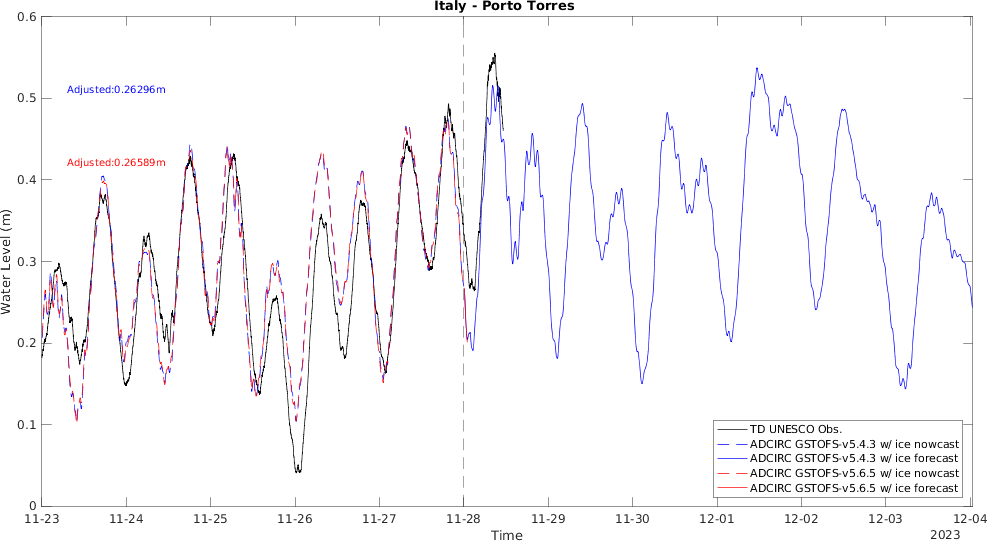 Italy - Porto Torres
Water Level (m)
0.6
0.5
0.4
0.3
0.2
0.1
0
Adjusted:0.26296m
Adjusted:0.26589m
TD UNESCO Obs.
ADCIRC GSTOFS-v5.4.3 w/ ice nowcast
ADCIRC GSTOFS-v5.4.3 w/ ice forecast
ADCIRC GSTOFS-v5.6.5 w/ ice nowcast
ADCIRC GSTOFS-v5.6.5 w/ ice forecast
11-23 11-24 11-25 11-26 11-27 11-28 11-29 11-30 12-01 12-02 12-03 12-04
Time
2023